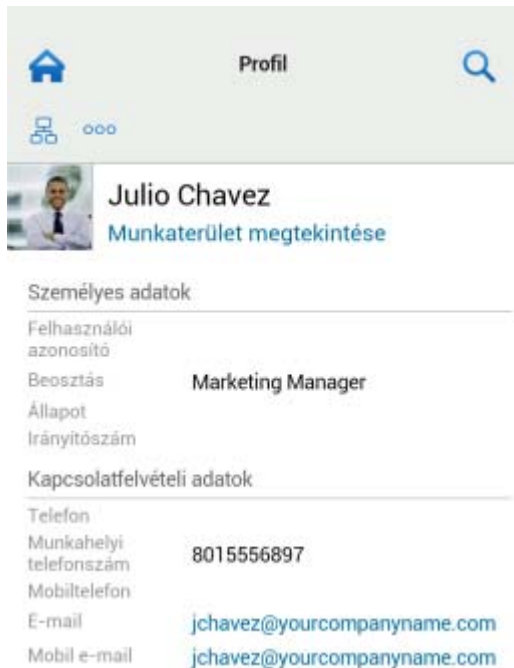 Profil
Julio Chavez
Munkaterület megtekintése
Személyes adatok
Felhasználói
azonosító
Beosztás Marketing Manager
Állapot
Irányítószám
Kapcsolatfelvételi adatok
Telefon
Munkahelyi
telefonszám 8015556897
Mobiltelefon
E-mail jchavez@yourcompanyname.com
Mobil e-mail jchavez@yourcompanyname.com